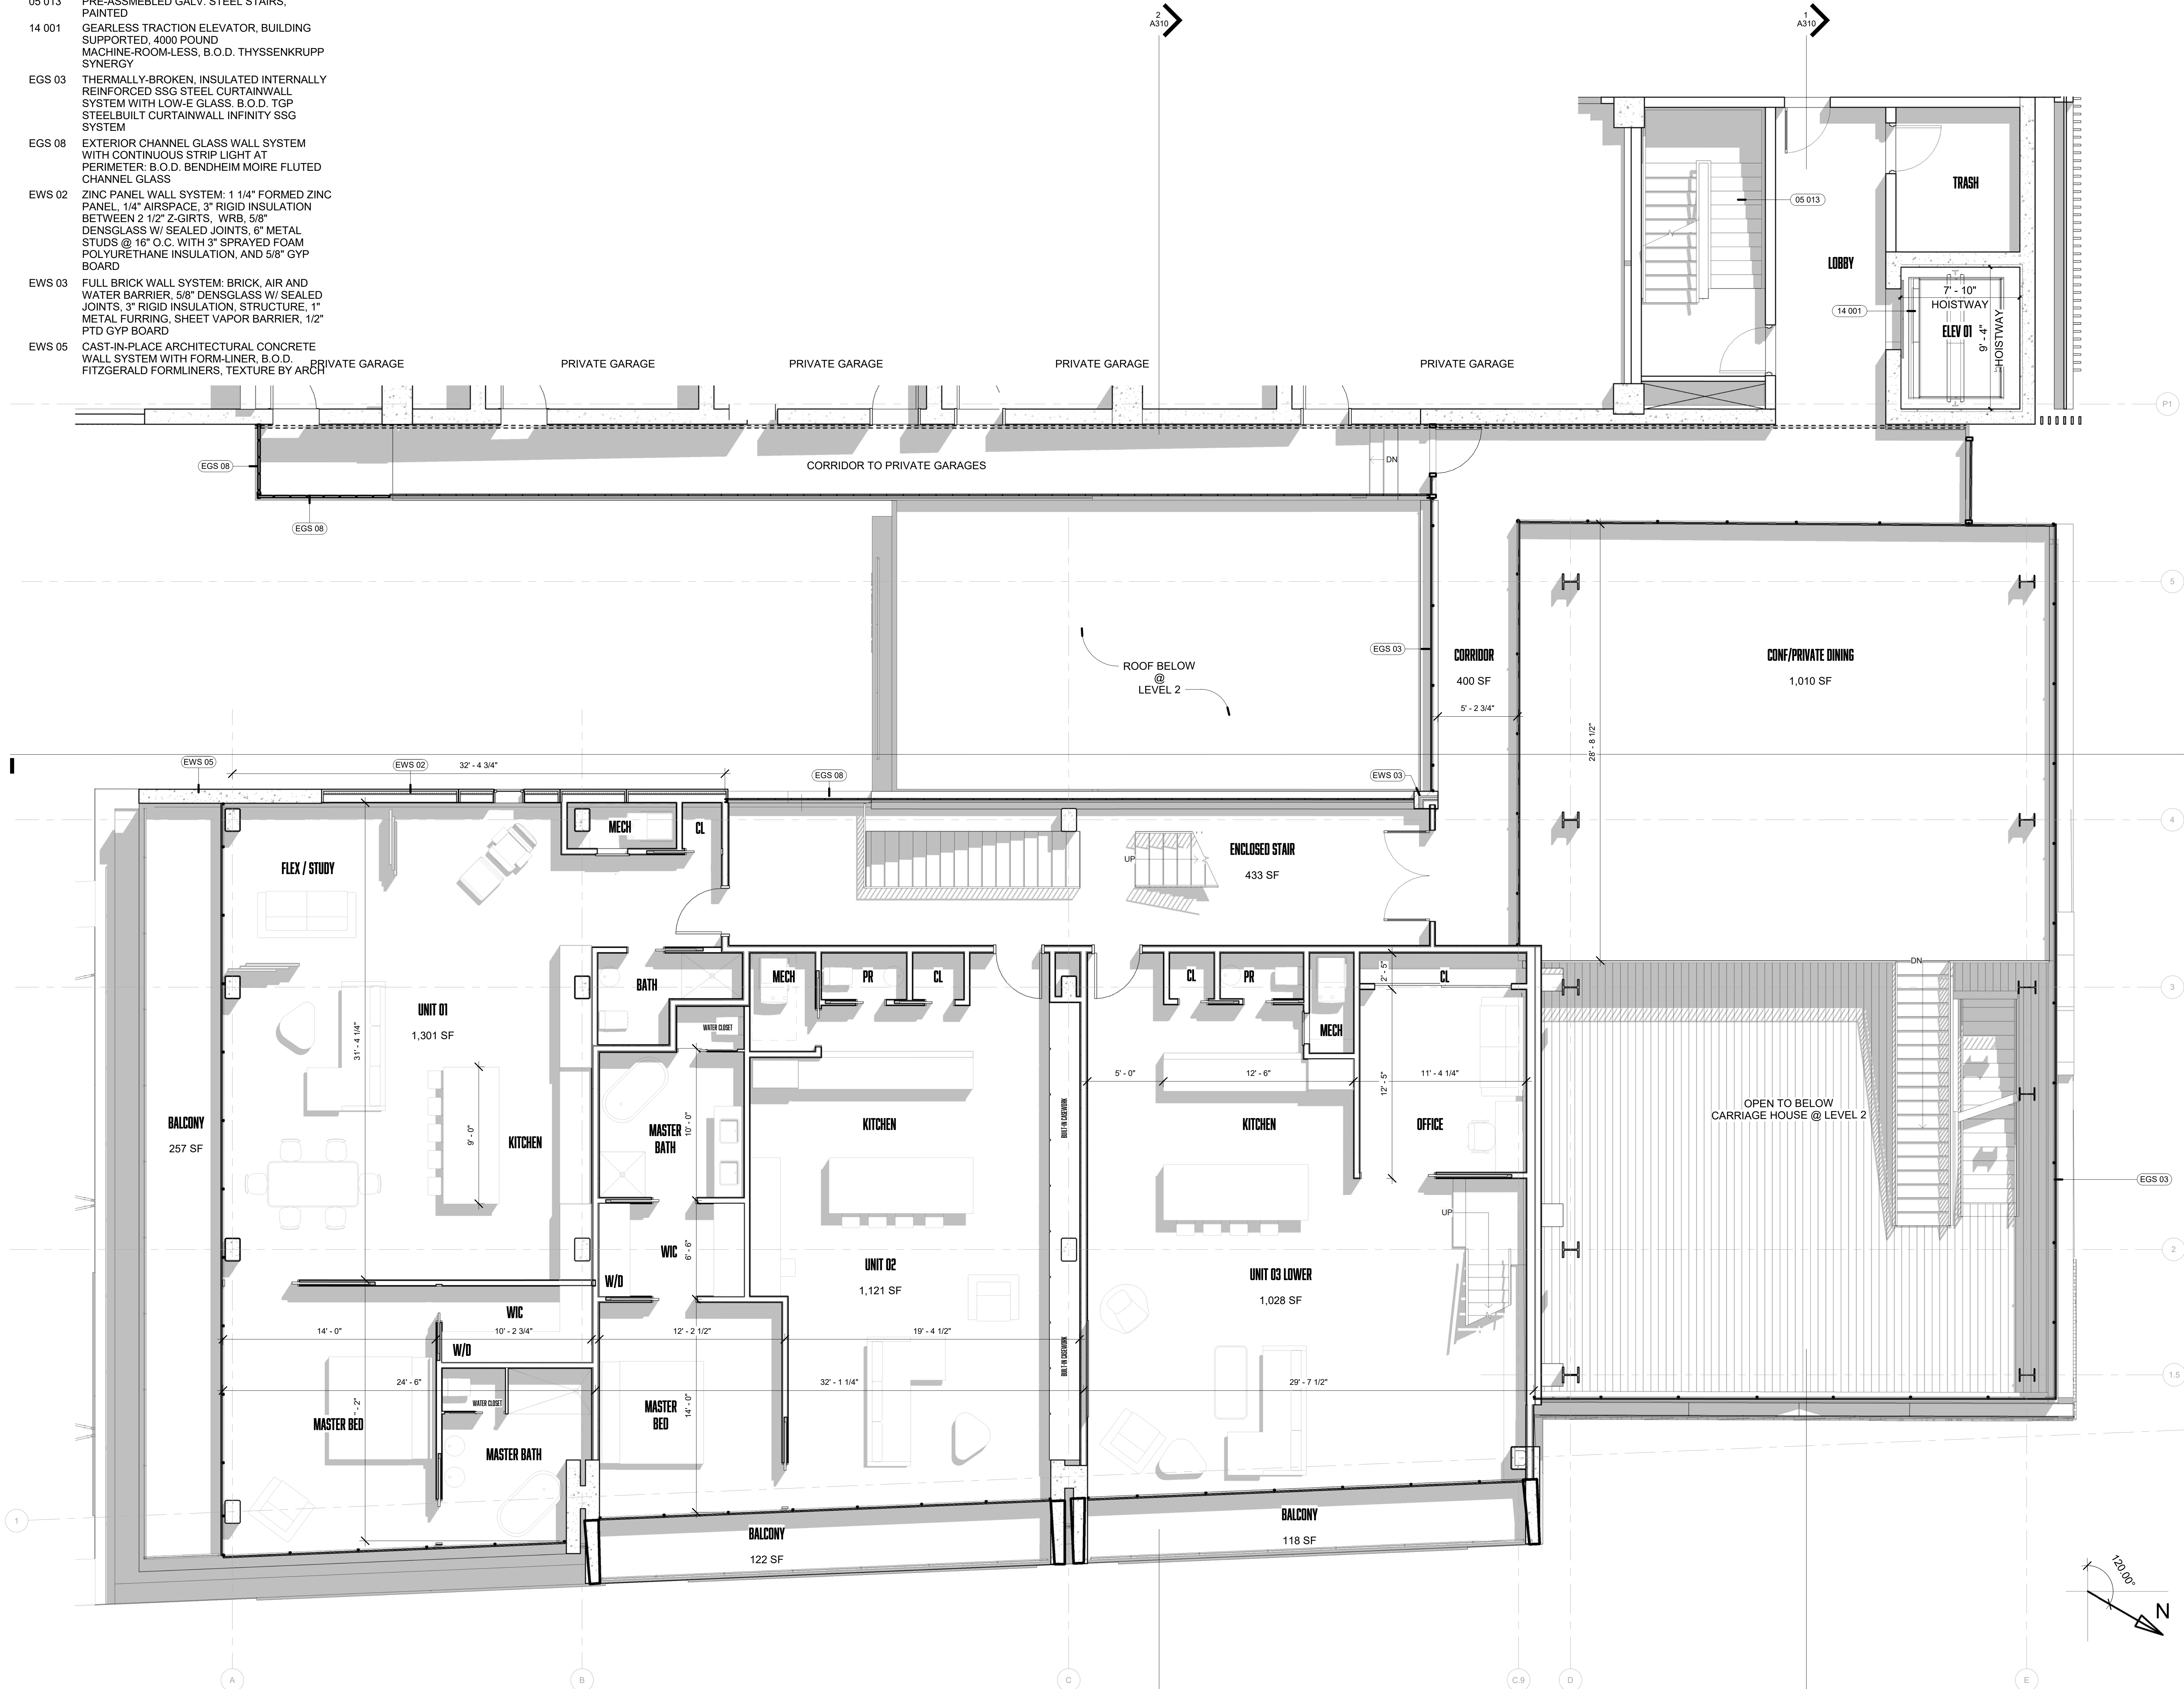 05 013 PRE-ASSMEBLED GALV. STEEL STAIRS,
PAINTED
14 001 GEARLESS TRACTION ELEVATOR, BUILDING
SUPPORTED, 4000 POUND
MACHINE-ROOM-LESS, B.O.D. THYSSENKRUPP
SYNERGY
EGS 03 THERMALLY-BROKEN, INSULATED INTERNALLY
REINFORCED SSG STEEL CURTAINWALL
SYSTEM WITH LOW-E GLASS. B.O.D. TGP
STEELBUILT CURTAINWALL INFINITY SSG
SYSTEM
EGS 08 EXTERIOR CHANNEL GLASS WALL SYSTEM
WITH CONTINUOUS STRIP LIGHT AT
PERIMETER: B.O.D. BENDHEIM MOIRE FLUTED
CHANNEL GLASS
EWS 02 ZINC PANEL WALL SYSTEM: 1 1/4" FORMED ZINC
PANEL, 1/4" AIRSPACE, 3" RIGID INSULATION
BETWEEN 2 1/2" Z-GIRTS, WRB, 5/8"
DENSGLASS W/ SEALED JOINTS, 6" METAL
STUDS @ 16" O.C. WITH 3" SPRAYED FOAM
POLYURETHANE INSULATION, AND 5/8" GYP
BOARD
EWS 03 FULL BRICK WALL SYSTEM: BRICK, AIR AND
WATER BARRIER, 5/8" DENSGLASS W/ SEALED
JOINTS, 3" RIGID INSULATION, STRUCTURE, 1"
METAL FURRING, SHEET VAPOR BARRIER, 1/2"
PTD GYP BOARD
EWS 05 CAST-IN-PLACE ARCHITECTURAL CONCRETE
WALL SYSTEM WITH FORM-LINER, B.O.D.
FITZGERALD FORMLINERS, TEXTURE BY ARCH
2
A310
1
A310
05 013
TRASH
LOBBY
14 001
7' - 10"
HOISTWAY
ELEV 01
9' - 4"
HOISTWAY
PRIVATE GARAGE
PRIVATE GARAGE
PRIVATE GARAGE
PRIVATE GARAGE
PRIVATE GARAGE
P1
EGS 08
CORRIDOR TO PRIVATE GARAGES
DN
EGS 08
5
ROOF BELOW
@
LEVEL 2
EGS 03
CORRIDOR
400 SF
5' - 2 3/4"
CONF/PRIVATE DINING
1,010 SF
28' - 8 1/2"
EWS 05
EWS 02
32' - 4 3/4"
EGS 08
EWS 03
MECH
CL
4
FLEX / STUDY
UP
ENCLOSED STAIR
433 SF
DN
BATH
MECH
PR
CL
CL
PR
MECH
2' - 5"
CL
3
WATER CLOSET
UNIT 01
1,301 SF
31' - 4 1/4"
9' - 0"
KITCHEN
BALCONY
257 SF
MASTER
BATH
10' - 0"
KITCHEN
BUILT-IN CASEWORK
5' - 0"
12' - 6"
11' - 4 1/4"
12' - 5"
KITCHEN
OFFICE
OPEN TO BELOW
CARRIAGE HOUSE @ LEVEL 2
EGS 03
UP
WIC
6' - 6"
W/D
UNIT 02
1,121 SF
UNIT 03 LOWER
1,028 SF
2
WIC
14' - 0"
10' - 2 3/4"
W/D
12' - 2 1/2"
19' - 4 1/2"
BUILT-IN CASEWORK
24' - 6"
32' - 1 1/4"
29' - 7 1/2"
1.5
WATER CLOSET
MASTER BED
' - 2"
MASTER BATH
MASTER
BED
14' - 0"
1
BALCONY
122 SF
BALCONY
118 SF
120.00°
N
A
B
C
C.9
D
E